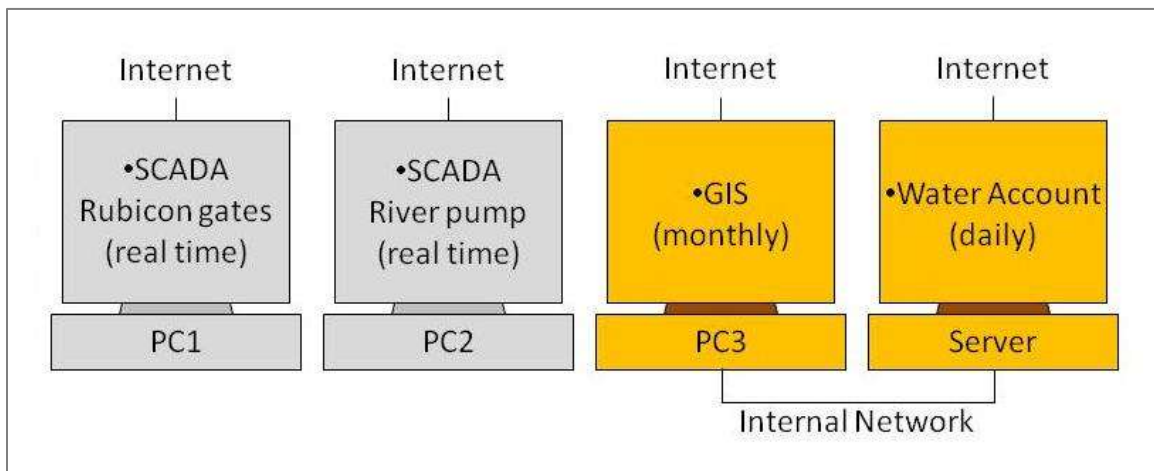 Internet
Internet
Internet
Internet
•SCADA
Rubicon gates
(real time)
•SCADA
River pump
(real time)
•GIS
(monthly)
•Water Account
(daily)
PC1
PC2
PC3
Server
Internal Network